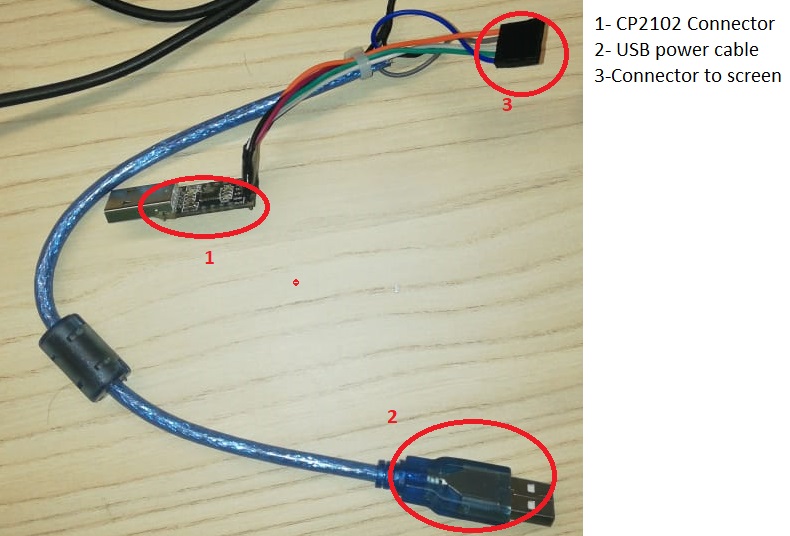 1- CP2102 Connector
2- USB power cable
3-Connector to screen
3
1
2